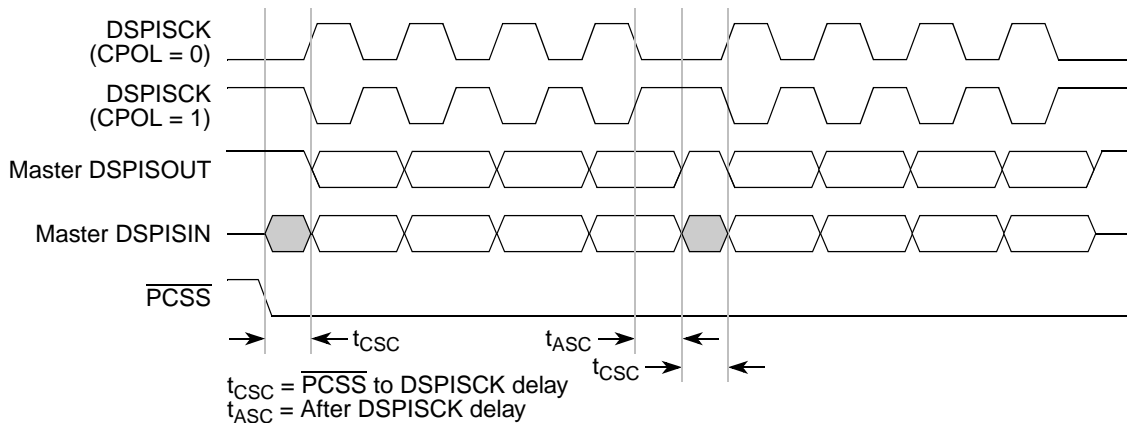 DSPISCK
(CPOL = 0)
DSPISCK
(CPOL = 1)
Master DSPISOUT
Master DSPISIN
PCSS
tCSC
tASC
tCSC
tCSC = PCSS to DSPISCK delay
tASC = After DSPISCK delay